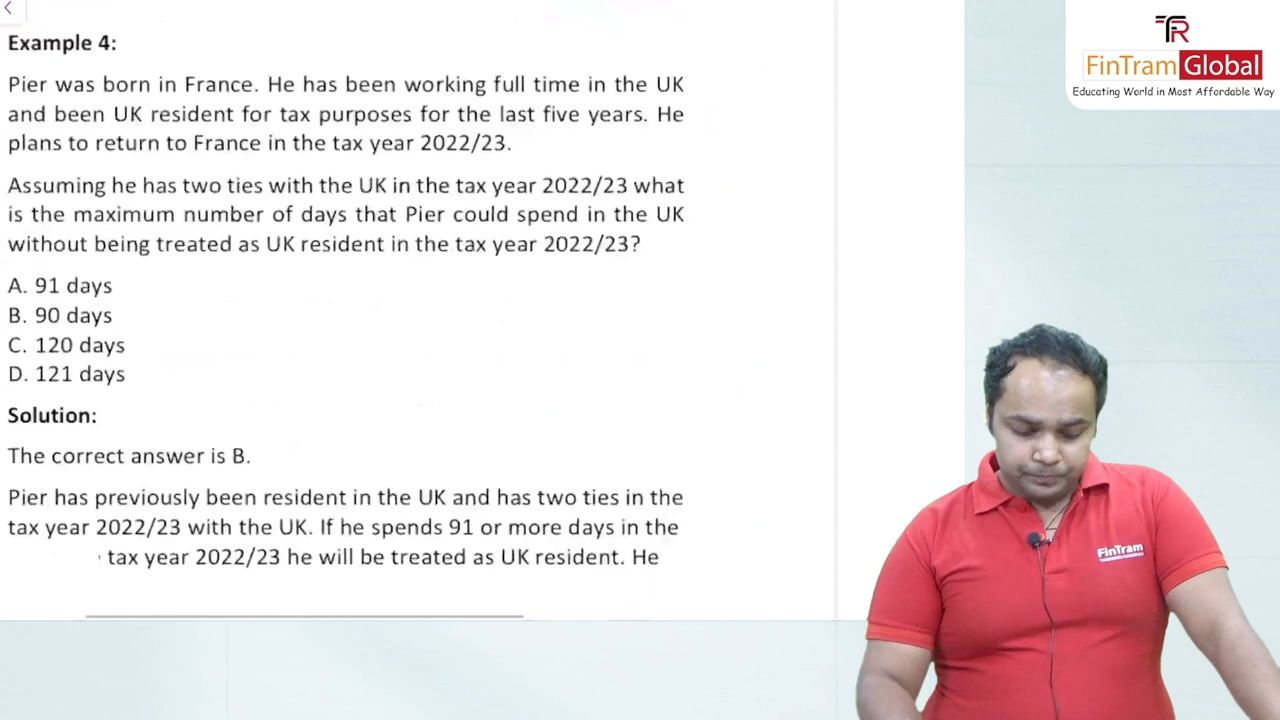 Example 4:
Pier was born in France. He has been working full time in the UK
and been UK resident for tax purposes for the last five years. He
plans to return to France in the tax year 2022/23.
Assuming he has two ties with the UK in the tax year 2022/23 what
is the maximum number of days that Pier could spend in the UK
without being treated as UK resident in the tax year 2022/23?
A. 91 days
B. 90 days
C. 120 days
D. 121 days
Solution:
The correct answer is B.
Pier has previously been resident in the UK and has two ties in the
tax year 2022/23 with the UK. If he spends 91 or more days in the
tax year 2022/23 he will be treated as UK resident. He
FinTram Global
Educating World in Most Affordable Way
FinTram